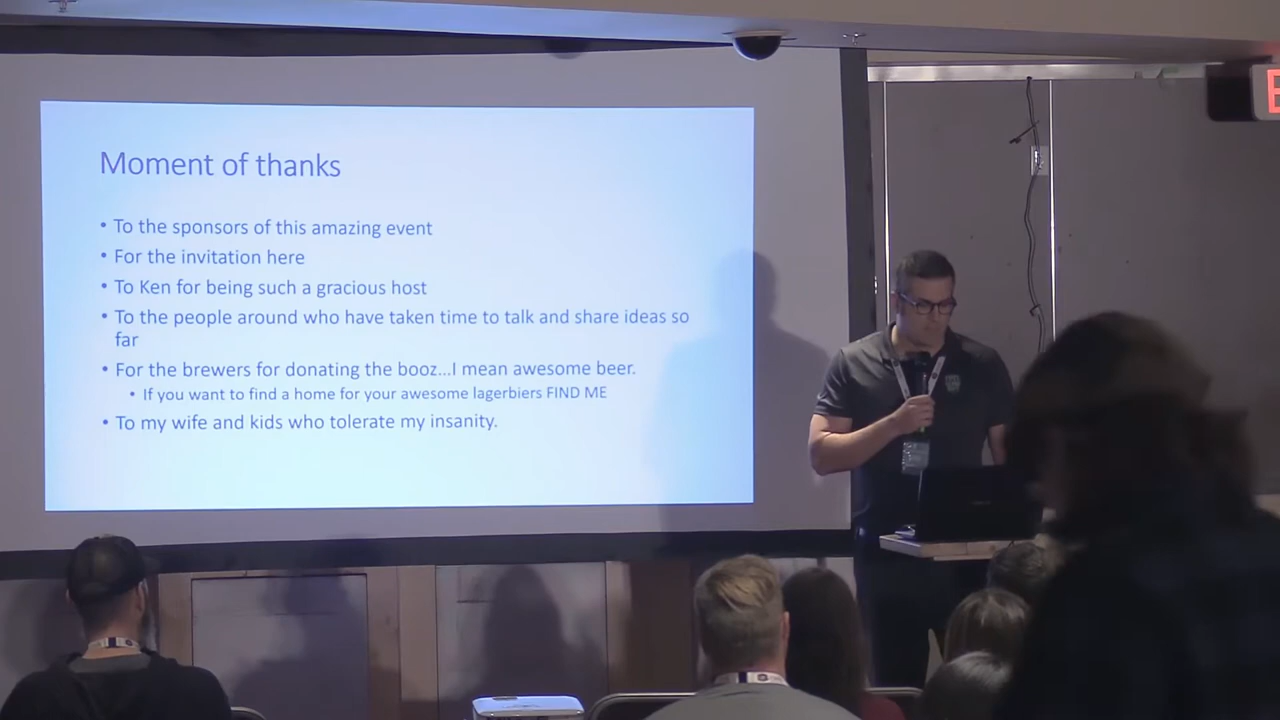 Moment of thanks
• To the sponsors of this amazing event
• For the invitation here
• To Ken for being such a gracious host
• To the people around who have taken time to talk and share ideas so
far
• For the brewers for donating the booz...I mean awesome beer.
• If you want to find a home for your awesome lagerbiers FIND ME
• To my wife and kids who tolerate my insanity.